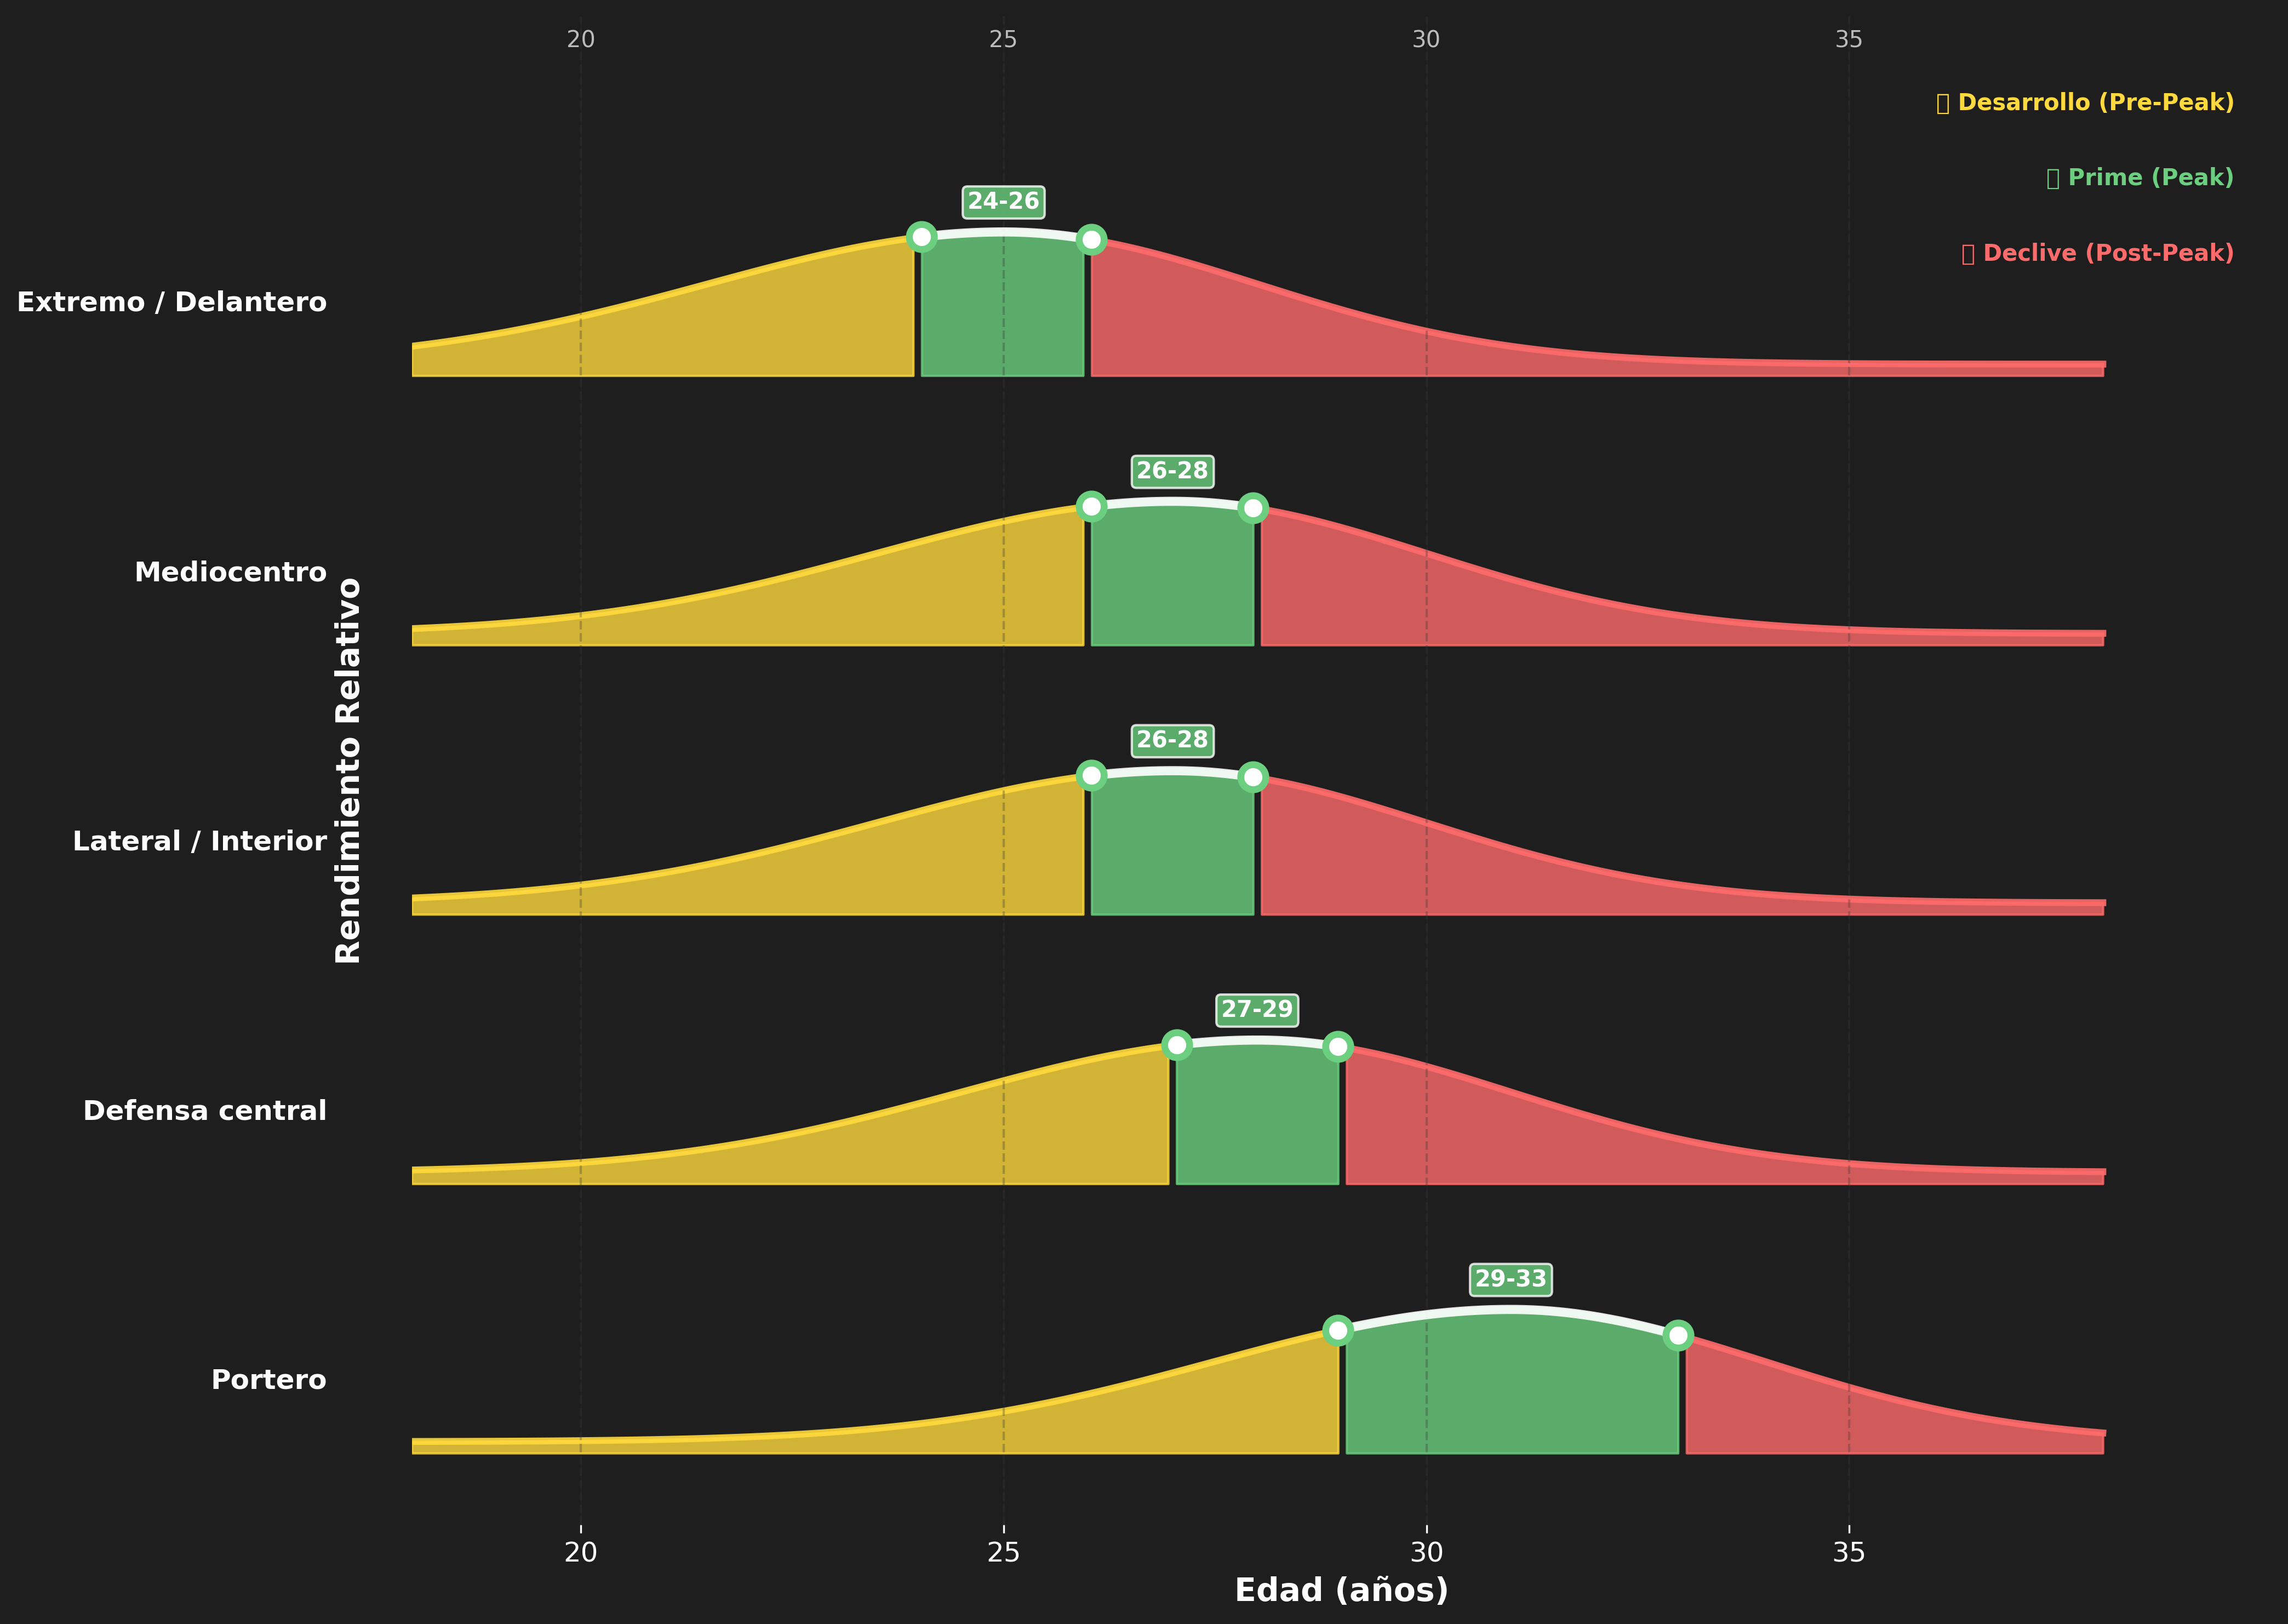 20 25 30 35
Desarrollo (Pre-Peak)
Prime (Peak)
Declive (Post-Peak)
24-26
Extremo / Delantero
26-28
Mediocentro
Rendimiento Relativo
26-28
Lateral / Interior
27-29
Defensa central
29-33
Portero
20 25 30 35
Edad (años)